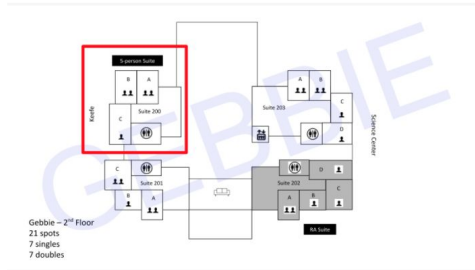 5-person Suite
B
A
Suite 200
C
Keefe
A
B
Suite 203
C
D
Science Center
GEBBIE
C
Suite 201
B
A
D
Suite 202
C
B
A
RA Suite
Gebbie – 2nd Floor
21 spots
7 singles
7 doubles